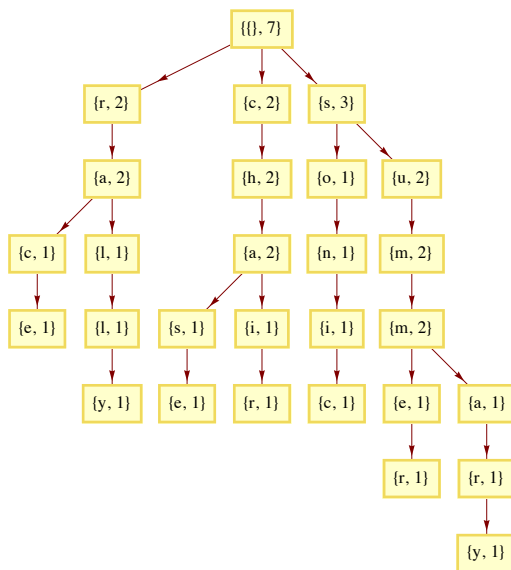 {{}, 7}
{r, 2} {c, 2} {s, 3}
{a, 2} {h, 2} {o, 1} {u, 2}
{c, 1} {l, 1} {a, 2} {n, 1} {m, 2}
{e, 1} {l, 1} {s, 1} {i, 1} {i, 1} {m, 2}
{y, 1} {e, 1} {r, 1} {c, 1} {e, 1} {a, 1}
{r, 1} {r, 1}
{y, 1}